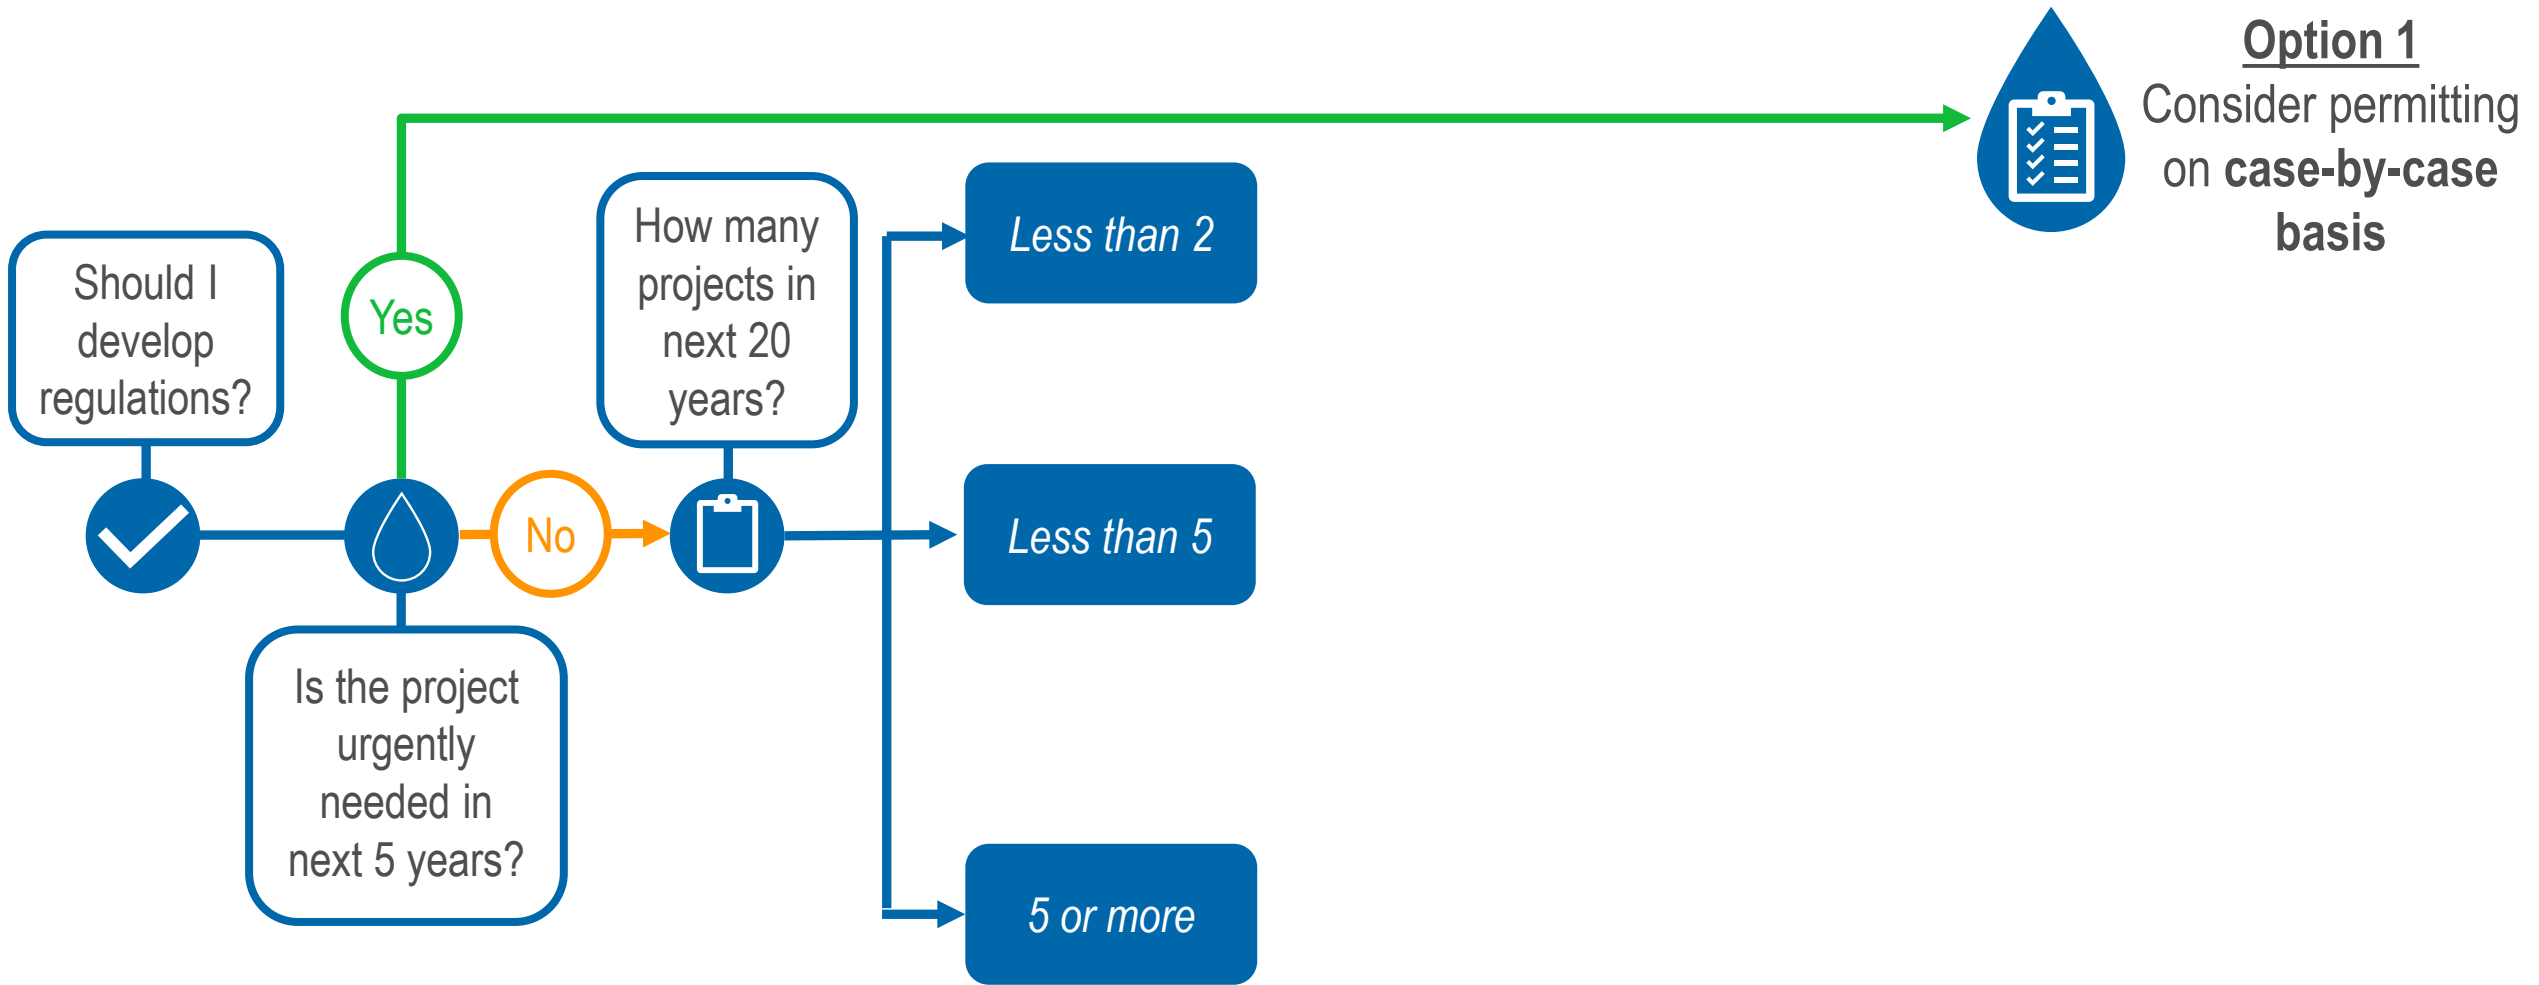 Option 1
Consider permitting
on case-by-case
basis
Should I
develop
regulations?
Yes
How many
projects in
next 20
years?
Less than 2
No
Less than 5
Is the project
urgently
needed in
next 5 years?
5 or more